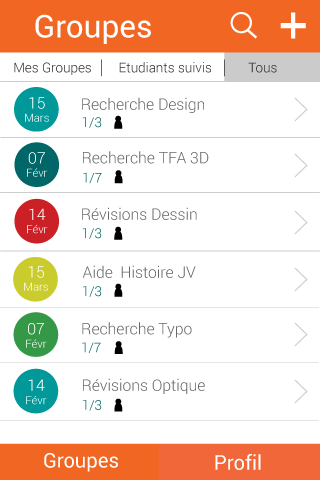 Groupes
Mes Groupes | Etudiants suivis | Tous
15 Mars
Recherche Design
1/3
07 Févr
Recherche TFA 3D
1/7
14 Févr
Révisions Dessin
1/3
15 Mars
Aide Histoire JV
1/3
07 Févr
Recherche Typo
1/7
14 Févr
Révisions Optique
1/3
Groupes Profil